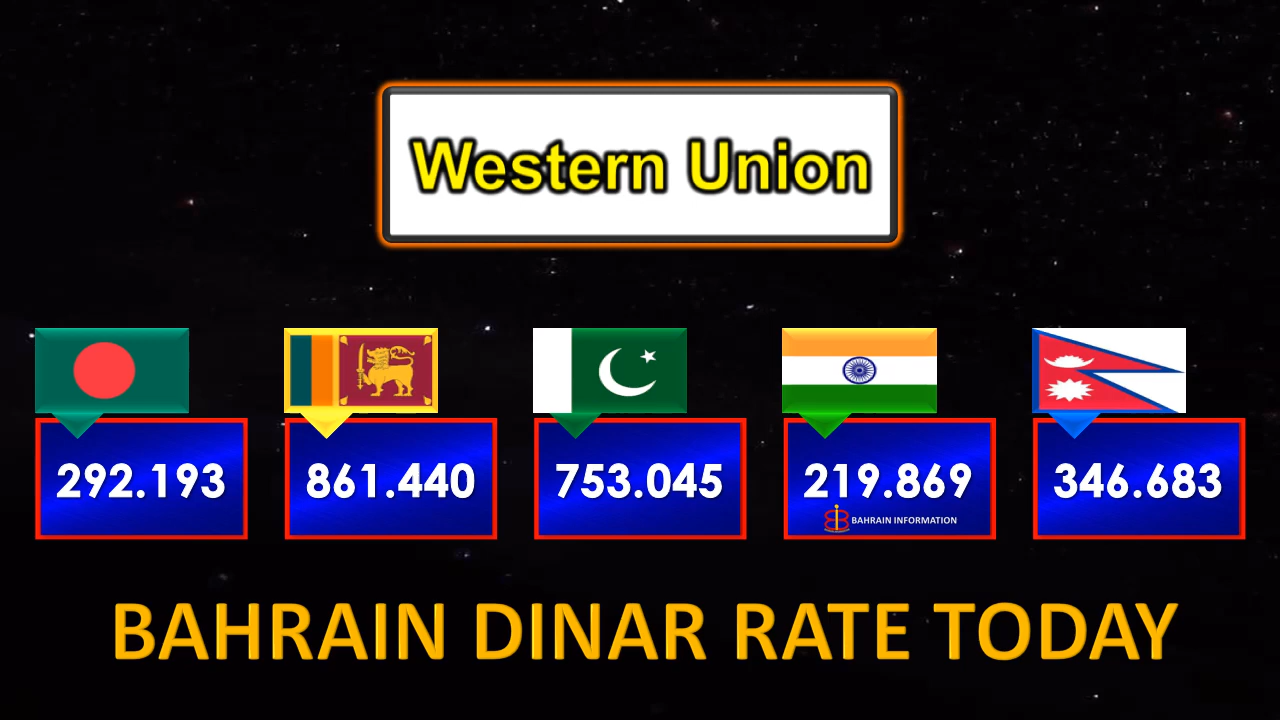 Western Union
292.193
861.440
753.045
219.869
346.683
BAHRAIN INFORMATION
BAHRAIN DINAR RATE TODAY